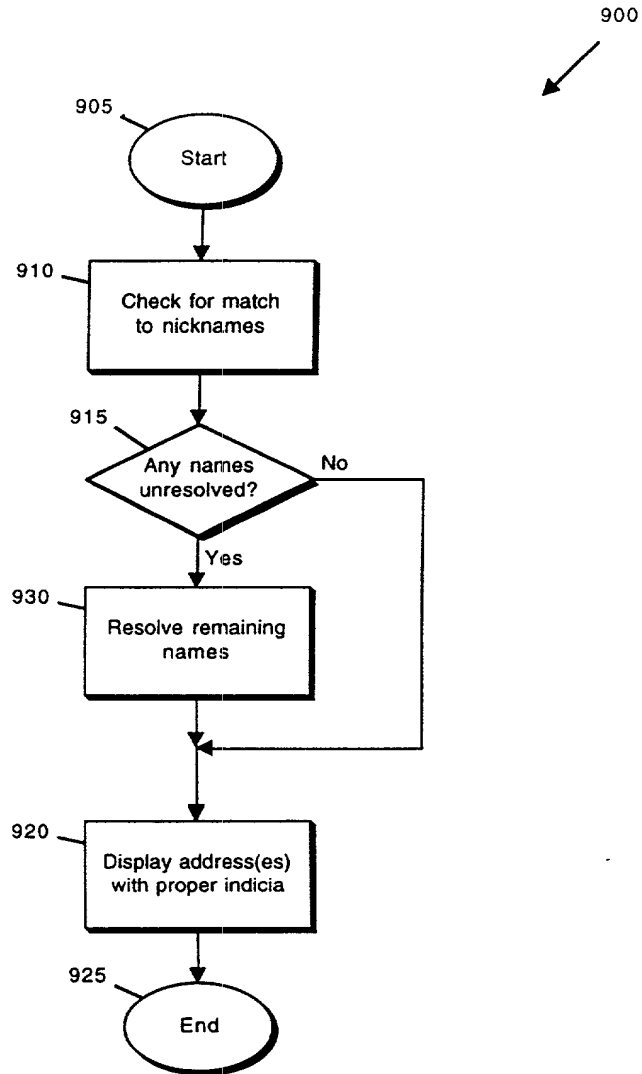 900
905
Start
910
Check for match
to nicknames
915
Any names
unresolved?
No
Yes
930
Resolve remaining
names
920
Display address(es)
with proper indicia
925
End